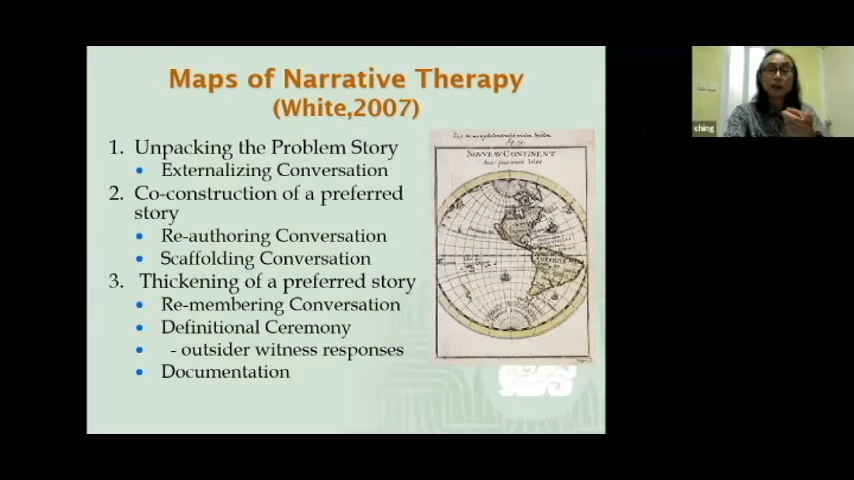 Maps of Narrative Therapy
(White,2007)
1. Unpacking the Problem Story
• Externalizing Conversation
2. Co-construction of a preferred
story
• Re-authoring Conversation
• Scaffolding Conversation
3. Thickening of a preferred story
• Re-membering Conversation
• Definitional Ceremony
• - outsider witness responses
• Documentation
NOUVEAU CONTINENT
ching